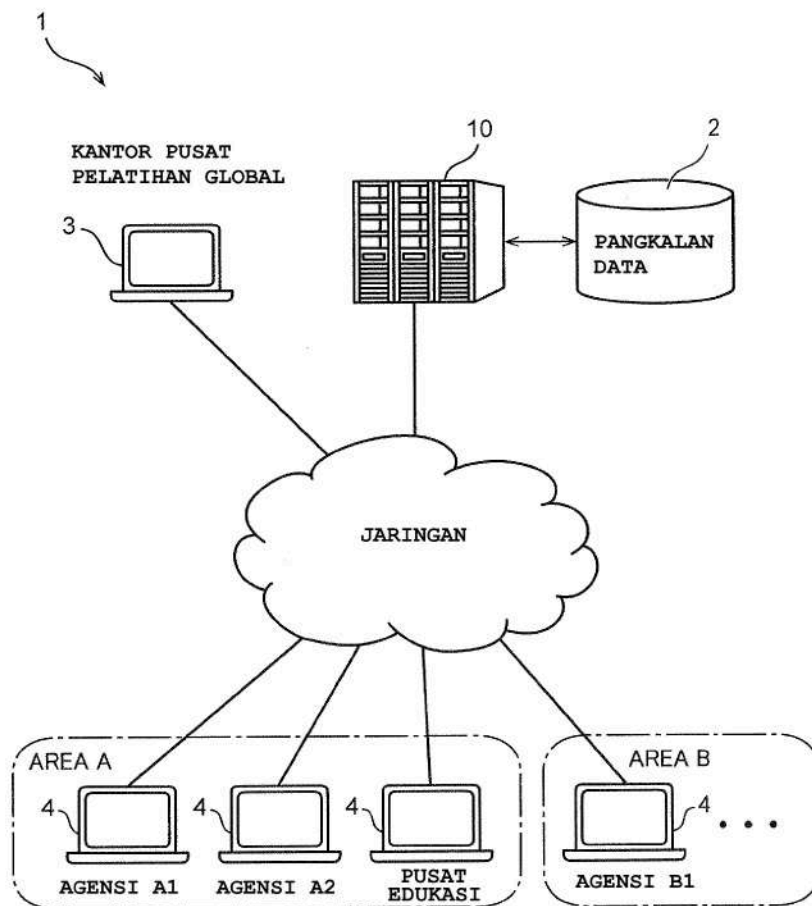 1
KANTOR PUSAT
PELATIHAN GLOBAL
3
10
2
PANGKALAN
DATA
JARINGAN
AREA A
4
AGENSI A1
4
AGENSI A2
4
PUSAT
EDUKASI
AREA B
4
AGENSI B1
• • •